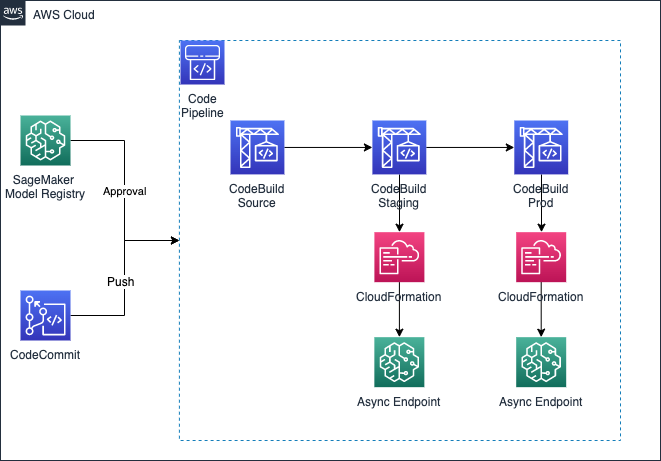 aws
AWS Cloud
Code
Pipeline
SageMaker
Model Registry
Approval
CodeBuild
Source
CodeBuild
Staging
CodeBuild
Prod
Push
CloudFormation
CloudFormation
CodeCommit
Async Endpoint
Async Endpoint